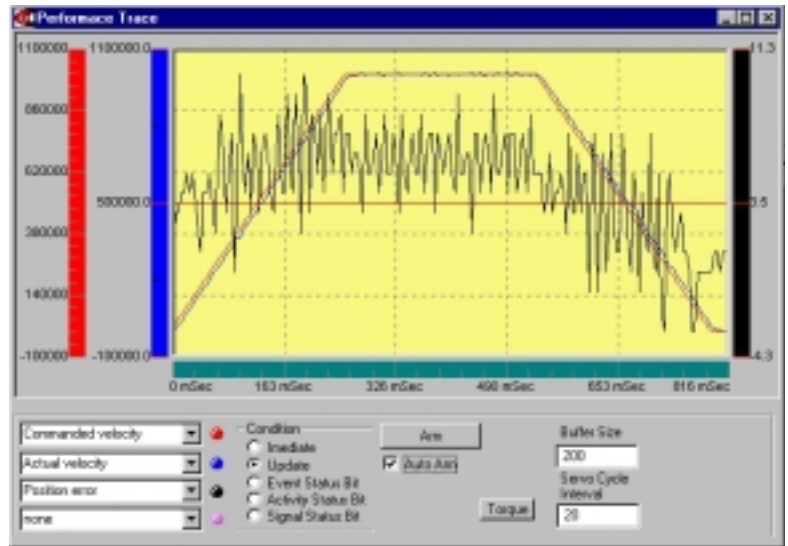 Performace Trace
1100000
1100000.0
11.3
860000
620000
500000.0
3.5
380000
140000
-100000
-100000.0
-4.3
0 mSec
163 mSec
326 mSec
490 mSec
653 mSec
816 mSec
Commanded velocity
Actual velocity
Position error
none
Condition
Imediate
Update
Event Status Bit
Activity Status Bit
Signal Status Bit
Arm
Auto Arm
Torque
Buffer Size
200
Servo Cycle
Interval
20